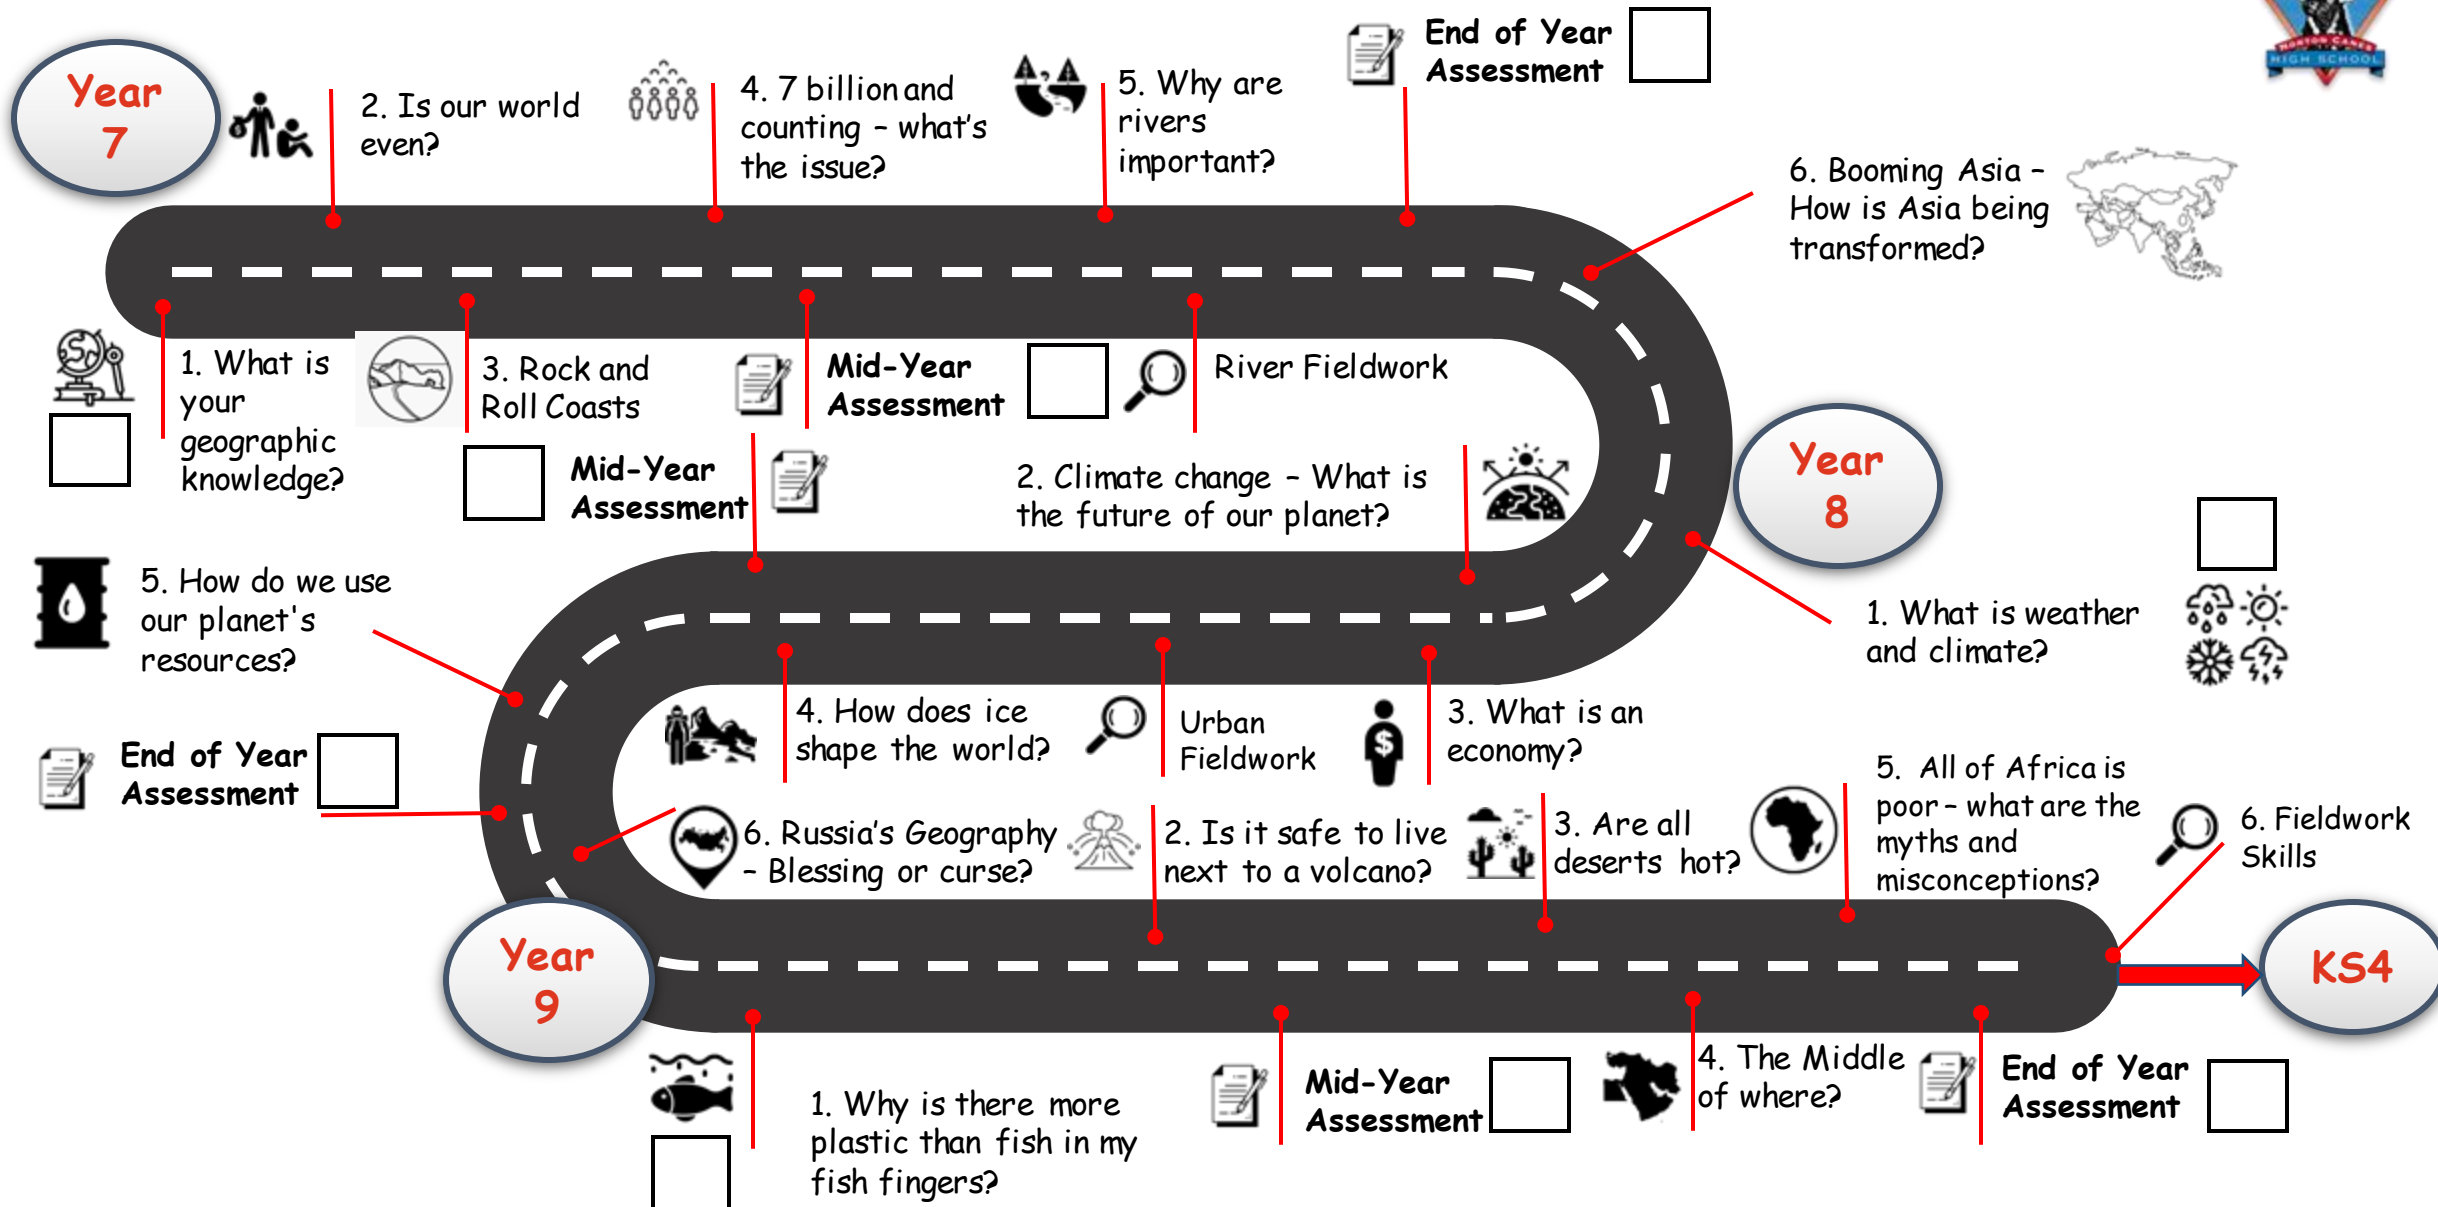 Year
7
2. Is our world
even?
4. 7 billion and
counting – what's
the issue?
5. Why are
rivers
important?
End of Year
Assessment
NORTON CANES
HIGH SCHOOL
6. Booming Asia –
How is Asia being
transformed?
1. What is
your
geographic
knowledge?
3. Rock and
Roll Coasts
Mid-Year
Assessment
River Fieldwork
Year
8
1. What is weather
and climate?
2. Climate change – What is
the future of our planet?
Mid-Year
Assessment
3. What is an
economy?
Urban
Fieldwork
4. How does ice
shape the world?
5. How do we use
our planet's
resources?
End of Year
Assessment
6. Russia's Geography
– Blessing or curse?
Year
9
1. Why is there more
plastic than fish in my
fish fingers?
2. Is it safe to live
next to a volcano?
Mid-Year
Assessment
3. Are all
deserts hot?
4. The Middle
of where?
5. All of Africa is
poor – what are the
myths and
misconceptions?
End of Year
Assessment
6. Fieldwork
Skills
KS4